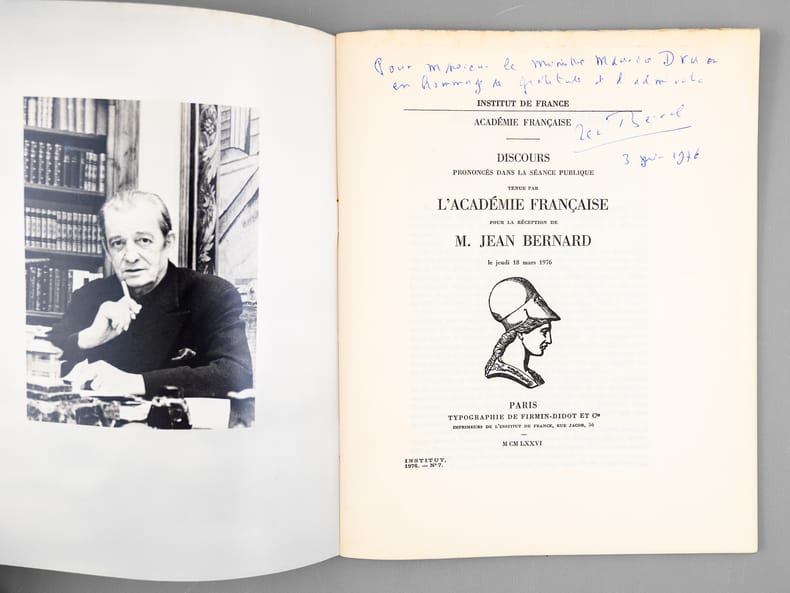 Pour Monsieur le Ministre Maurice Druon
en hommage de gratitude et d'admiration
INSTITUT DE FRANCE
ACADÉMIE FRANÇAISE
Jean Bernard
DISCOURS
3 juin 1976
PRONONCÉS DANS LA SÉANCE PUBLIQUE
TENUE PAR
L'ACADÉMIE FRANÇAISE
POUR LA RÉCEPTION DE
M. JEAN BERNARD
le jeudi 18 mars 1976
PARIS
TYPOGRAPHIE DE FIRMIN-DIDOT ET Cie
IMPRIMEURS DE L'INSTITUT DE FRANCE, RUE JACOB, 56
MCMLXXVI
INSTITUT.
1976. — N° 7.